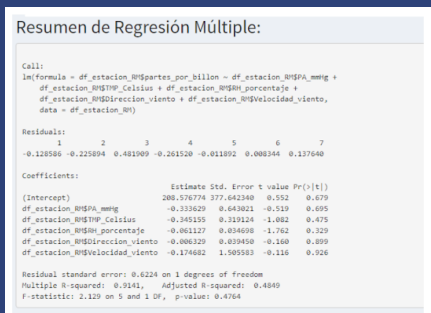 Resumen de Regresión Múltiple:
Call:
lm(formula = df_estacion_RM$partes_por_billon ~ df_estacion_RM$PA_mmHg +
df_estacion_RM$TMP_Celsius + df_estacion_RM$RH_porcentaje +
df_estacion_RM$Direccion_viento + df_estacion_RM$Velocidad_viento,
data = df_estacion_RM)
Residuals:
1 2 3 4 5 6 7
-0.128586 -0.225894 0.481909 -0.261520 -0.011892 0.008344 0.137640
Coefficients:
Estimate Std. Error t value Pr(>|t|)
(Intercept) 208.576774 377.642340 0.552 0.679
df_estacion_RM$PA_mmHg -0.333629 0.643021 -0.519 0.695
df_estacion_RM$TMP_Celsius -0.345155 0.319124 -1.082 0.475
df_estacion_RM$RH_porcentaje -0.061127 0.034698 -1.762 0.329
df_estacion_RM$Direccion_viento -0.006329 0.039450 -0.160 0.899
df_estacion_RM$Velocidad_viento -0.174682 1.505583 -0.116 0.926
Residual standard error: 0.6224 on 1 degrees of freedom
Multiple R-squared: 0.9141, Adjusted R-squared: 0.4849
F-statistic: 2.129 on 5 and 1 DF, p-value: 0.4764